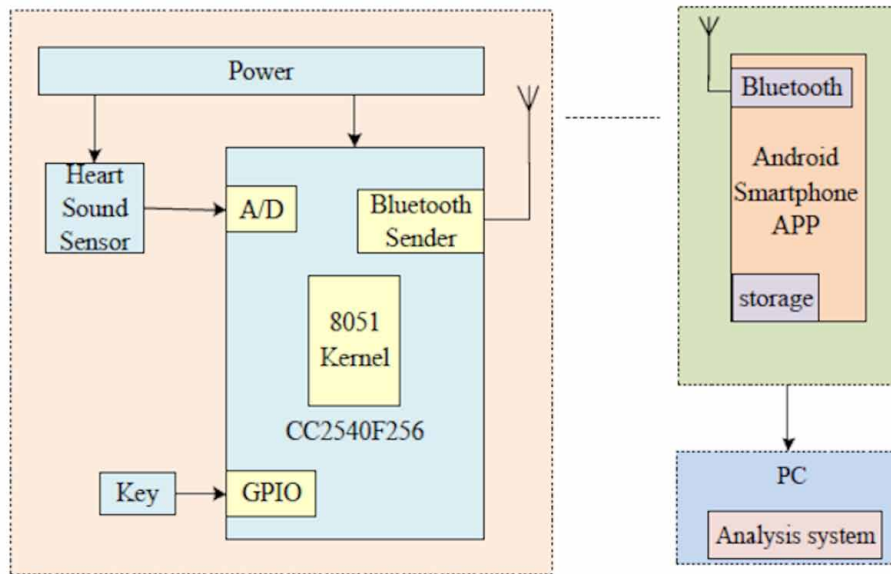 Power
Heart
Sound
Sensor
A/D
Bluetooth
Sender
8051
Kernel
CC2540F256
Key
GPIO
Bluetooth
Android
Smartphone
APP
storage
PC
Analysis system